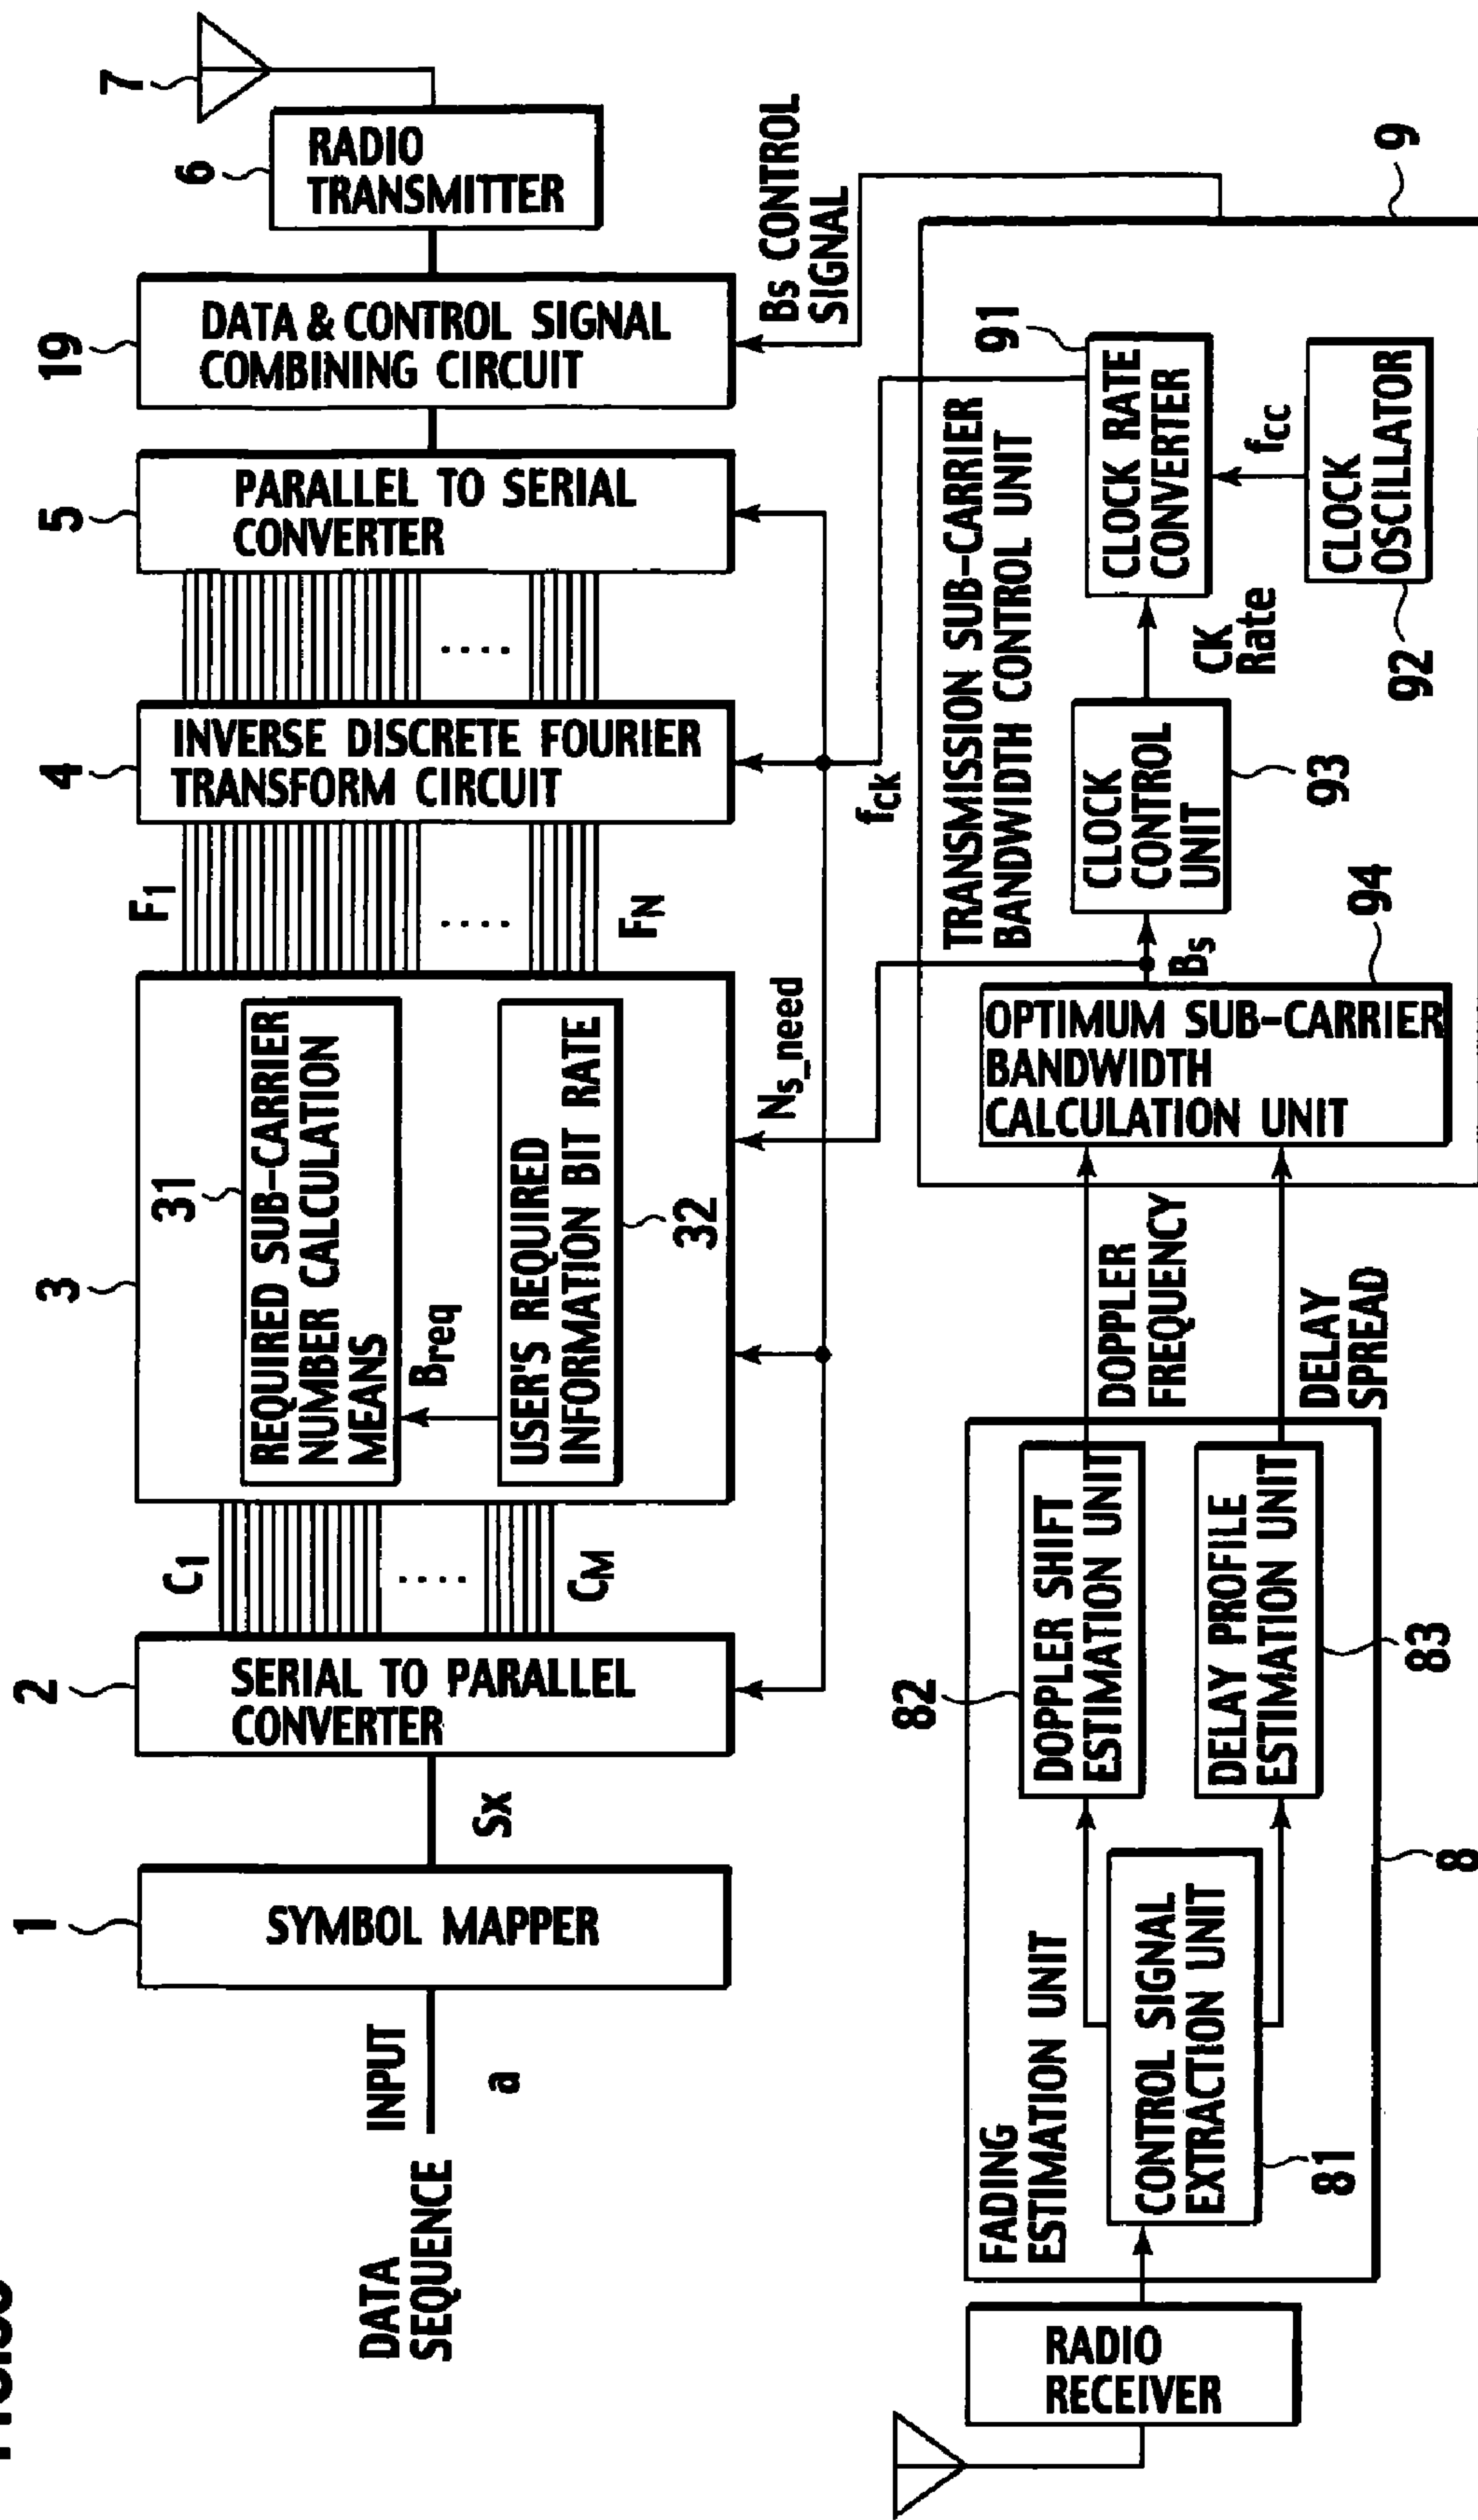 7
6
RADIO
TRANSMITTER
19
DATA & CONTROL SIGNAL
COMBINING CIRCUIT
Bs CONTROL
SIGNAL
5
PARALLEL TO SERIAL
CONVERTER
4
INVERSE DISCRETE FOURIER
TRANSFORM CIRCUIT
fck
F1
FN
3
31
REQUIRED SUB-CARRIER
NUMBER CALCULATION
MEANS
Breq
USER'S REQUIRED
INFORMATION BIT RATE
32
Ns_need
C1
CM
2
SERIAL TO PARALLEL
CONVERTER
Sx
1
SYMBOL MAPPER
INPUT
a
DATA
SEQUENCE
9
TRANSMISSION SUB-CARRIER
BANDWIDTH CONTROL UNIT
91
CLOCK RATE
CONVERTER
fcc
CLOCK
OSCILLATOR
92
CK
Rate
CLOCK
CONTROL
UNIT
93
Bs
94
OPTIMUM SUB-CARRIER
BANDWIDTH
CALCULATION UNIT
DOPPLER
FREQUENCY
DELAY
SPREAD
82
DOPPLER SHIFT
ESTIMATION UNIT
DELAY PROFILE
ESTIMATION UNIT
83
8
FADING
ESTIMATION UNIT
CONTROL SIGNAL
EXTRACTION UNIT
81
RADIO
RECEIVER